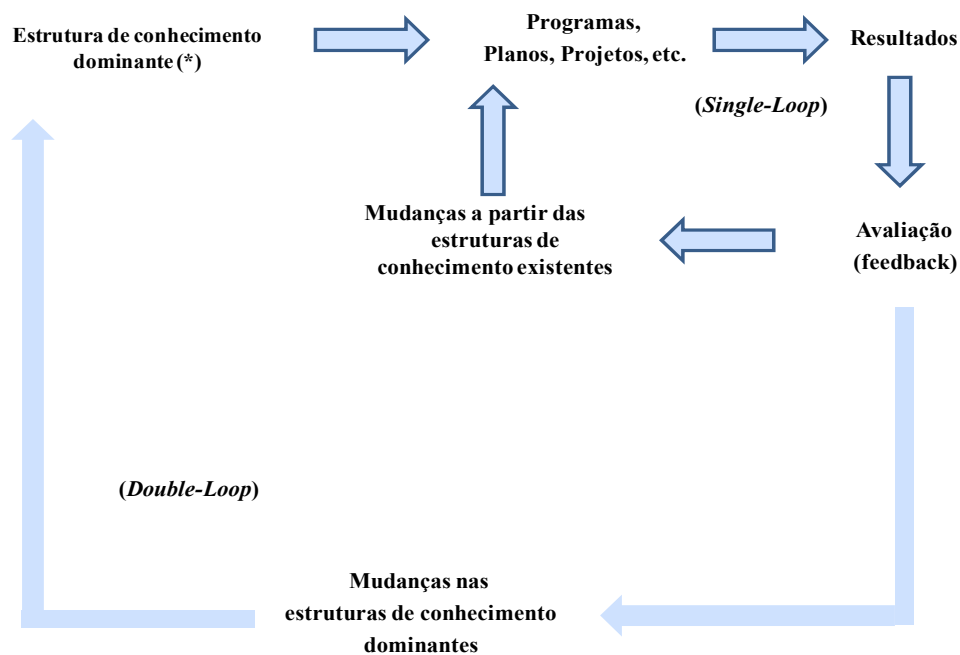 Estrutura de conhecimento
dominante (*)
Programas,
Planos, Projetos, etc.
Resultados
(Single-Loop)
Mudanças a partir das
estruturas de
conhecimento existentes
Avaliação
(feedback)
(Double-Loop)
Mudanças nas
estruturas de conhecimento
dominantes